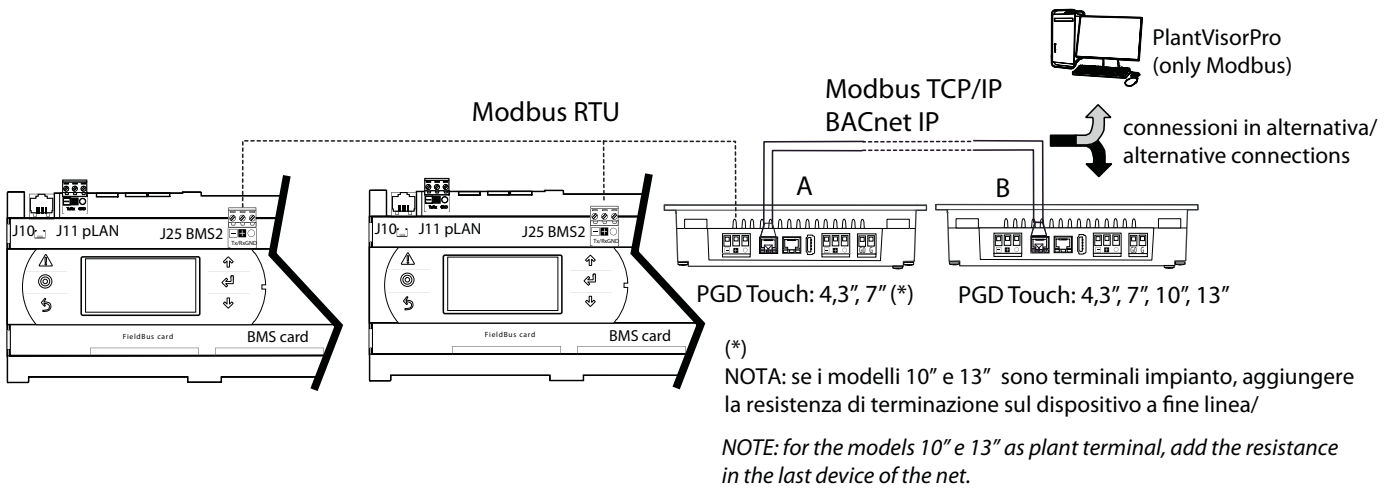 PlantVisorPro
(only Modbus)
Modbus TCP/IP
BACnet IP
Modbus RTU
connessioni in alternativa/
alternative connections
A
B
J10
J11 pLAN
J25 BMS2
Tx/RxGND
J10
J11 pLAN
J25 BMS2
Tx/RxGND
PGD Touch: 4,3”, 7” (*)
PGD Touch: 4,3”, 7”, 10”, 13”
FieldBus card
BMS card
FieldBus card
BMS card
(*)
NOTA: se i modelli 10” e 13” sono terminali impianto, aggiungere
la resistenza di terminazione sul dispositivo a fine linea/
NOTE: for the models 10” e 13” as plant terminal, add the resistance
in the last device of the net.